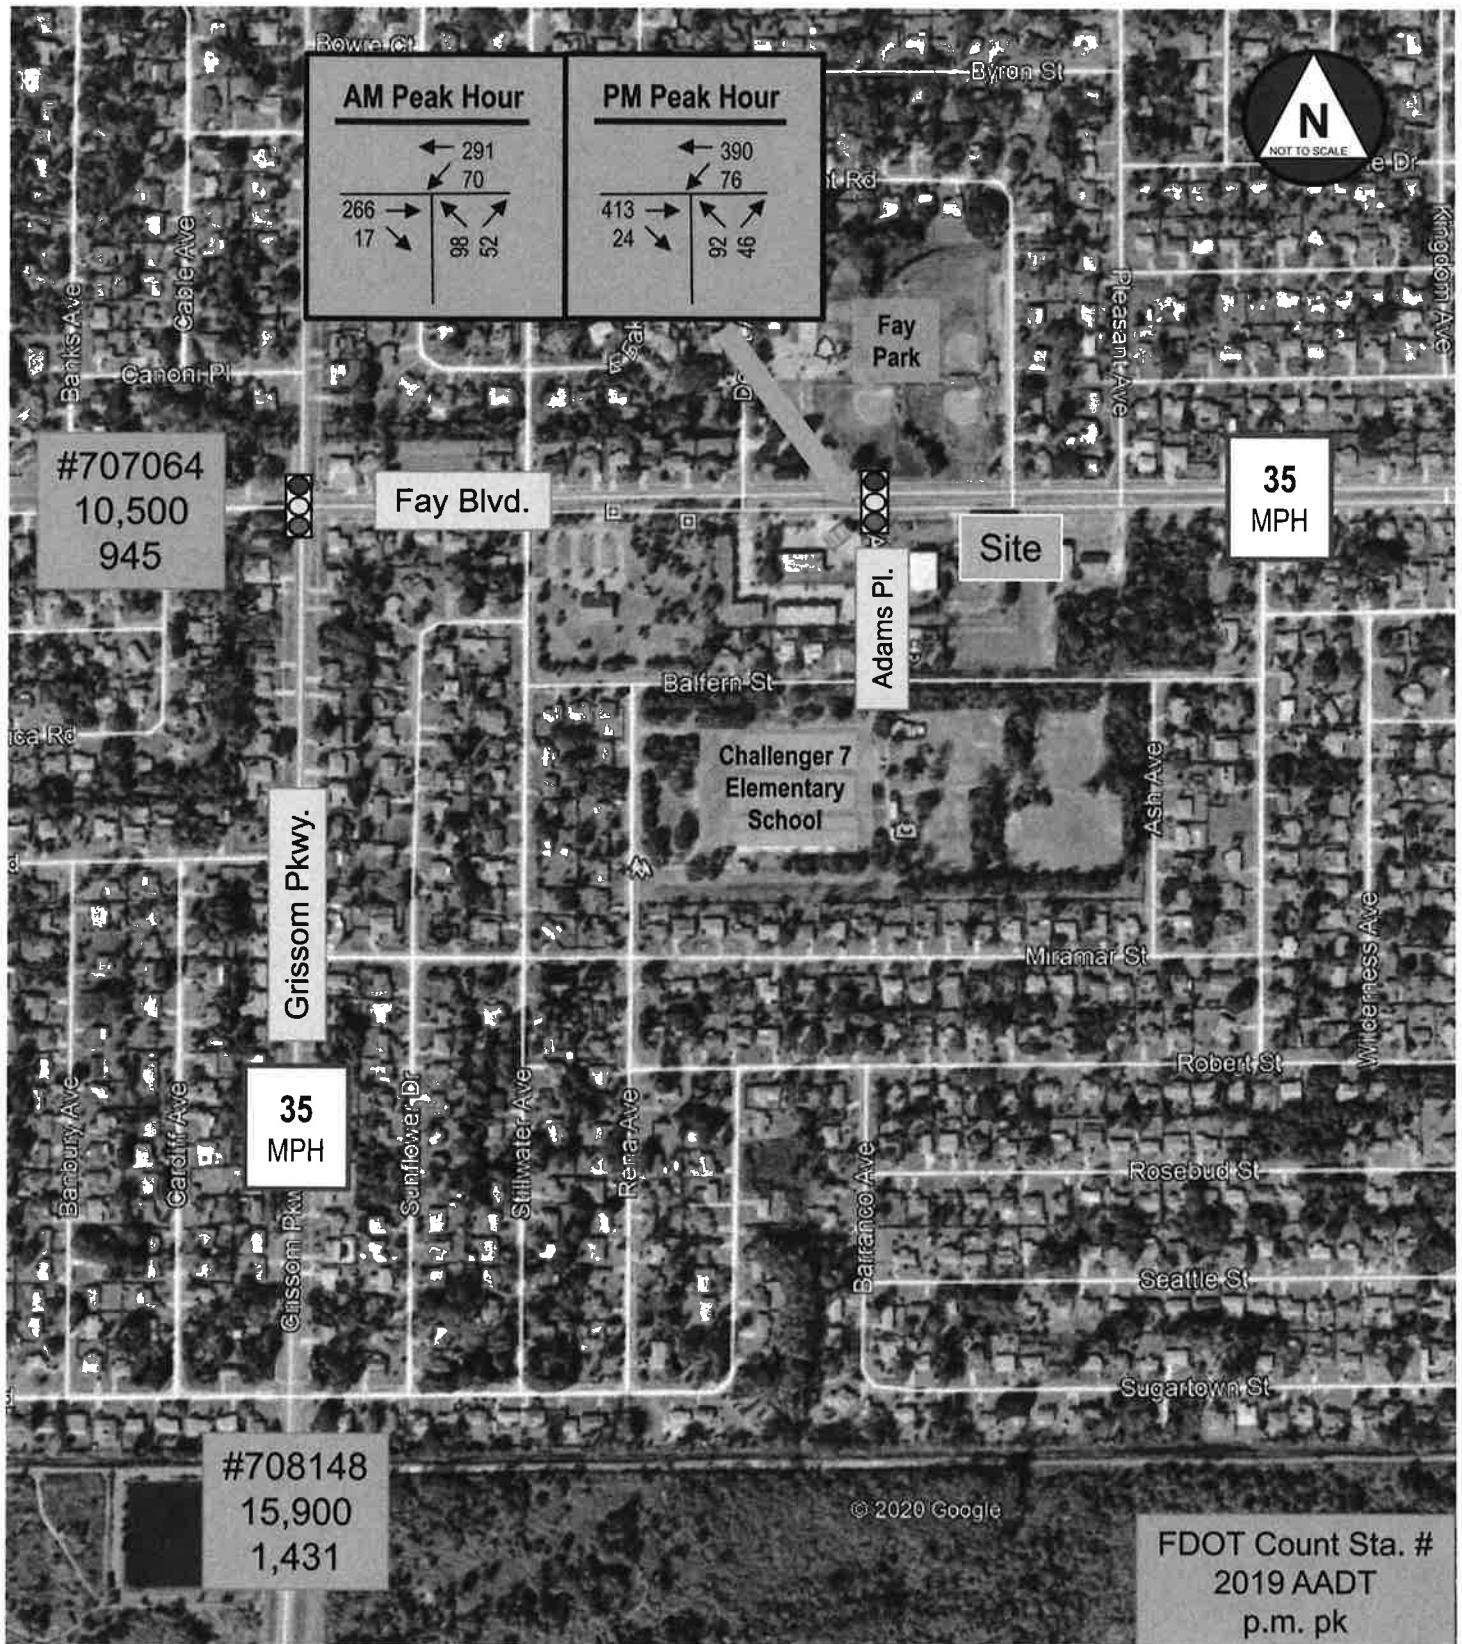 Bowie Ct
Byron St
AM Peak Hour
291
70
266
17
98
52
PM Peak Hour
390
76
413
24
92
46
N
NOT TO SCALE
Dr
Rd
Cable Ave
Banks Ave
Canoni Pl
Pleasant Ave
Kingdom Ave
Fay
Park
#707064
10,500
945
Fay Blvd.
35
MPH
Site
Adams Pl.
Balfern St
Rd
Challenger 7
Elementary
School
Ash Ave
Grissom Pkwy.
Miramar St
Wilderness Ave
Robert St
35
MPH
Banbury Ave
Cardiff Ave
Sunflower Dr
Stillwater Ave
Rena Ave
Barranco Ave
Rosebud St
Grissom Pkw
Seattle St
Sugartown St
#708148
15,900
1,431
© 2020 Google
FDOT Count Sta. #
2019 AADT
p.m. pk